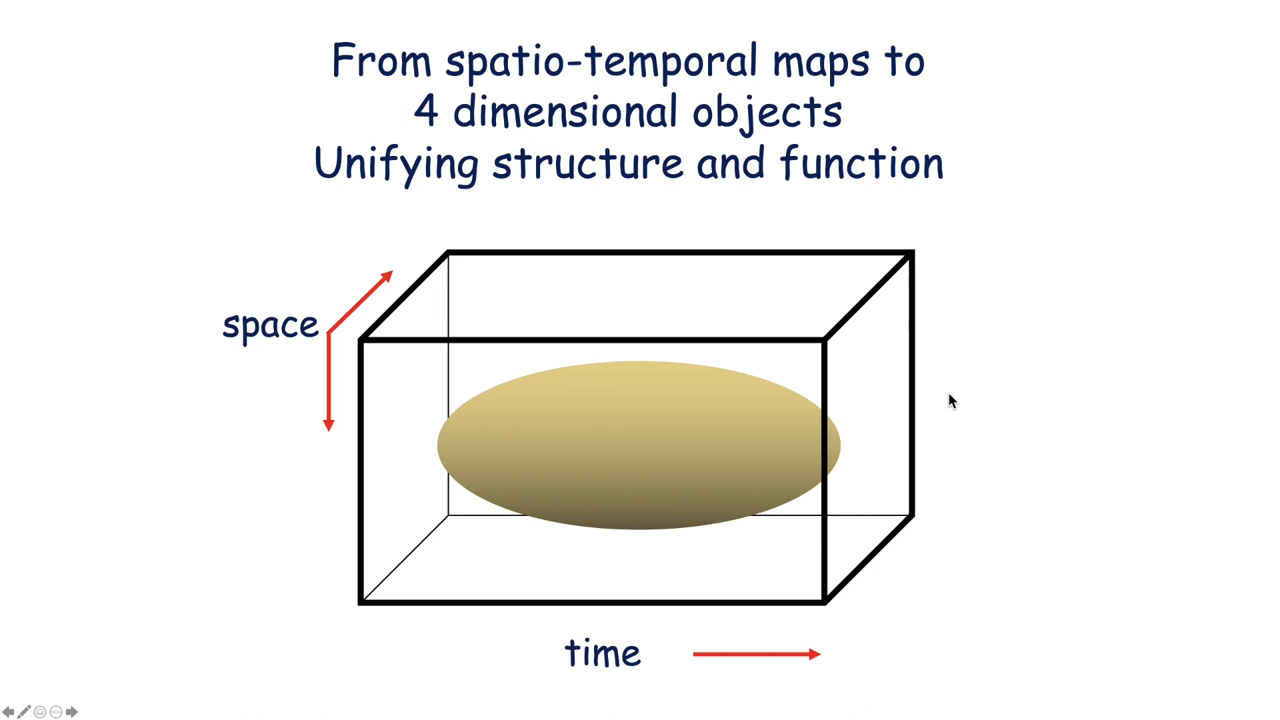 From spatio-temporal maps to
4 dimensional objects
Unifying structure and function
space
time